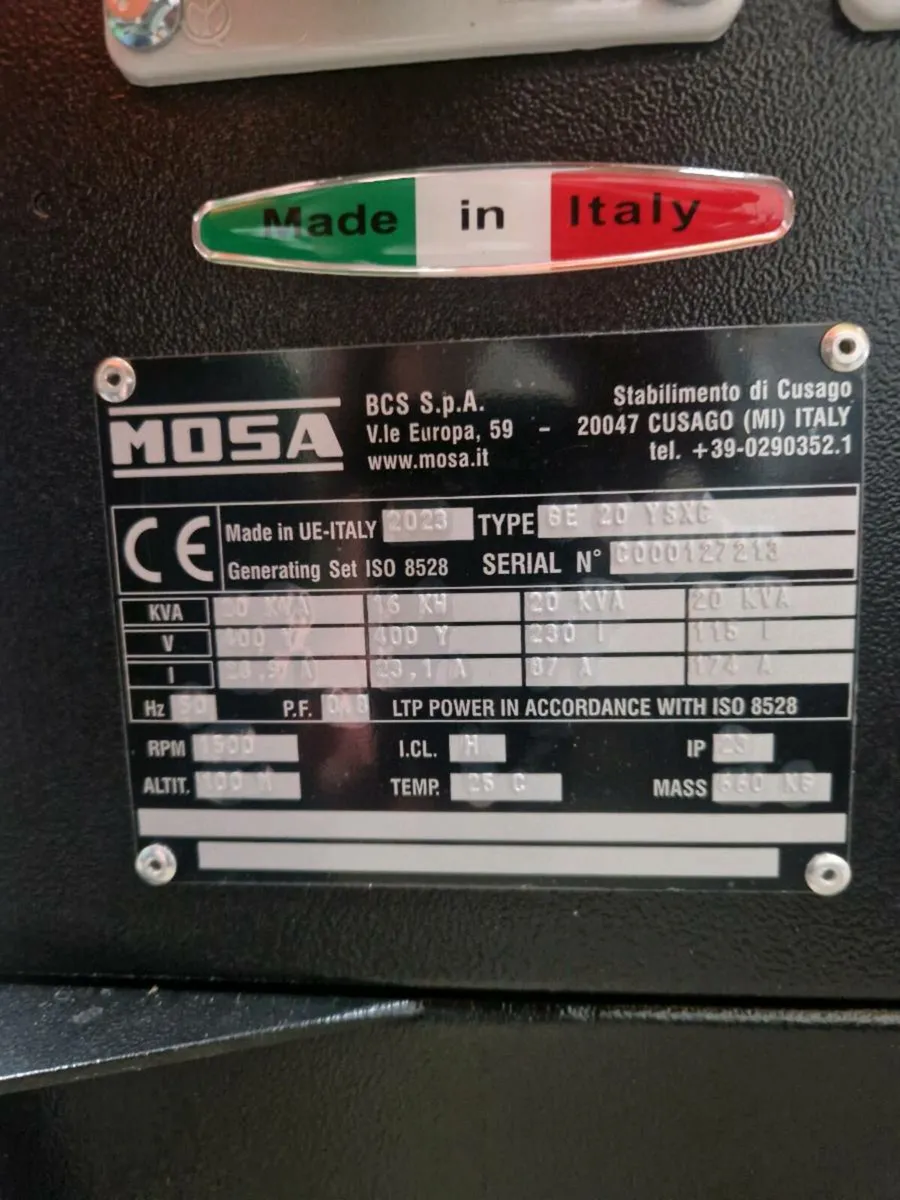 Made in Italy
MOSA
BCS S.p.A.
V.le Europa, 59 - 20047 CUSAGO (MI) ITALY
www.mosa.it
Stabilimento di Cusago
tel. +39-0290352.1
CE
Made in UE-ITALY 2023 TYPE GE 20 YSXC
Generating Set ISO 8528 SERIAL N° C000127213
KVA 20 KVA 16 KW 20 KVA 20 KVA
V 400 Y 400 Y 230 I 115 I
I 28,9 A 23,1 A 87 A 174 A
Hz 50 P.F. 0.8 LTP POWER IN ACCORDANCE WITH ISO 8528
RPM 1500 I.CL. H IP 23
ALTIT. 100 M TEMP. 25 C MASS 660 KG